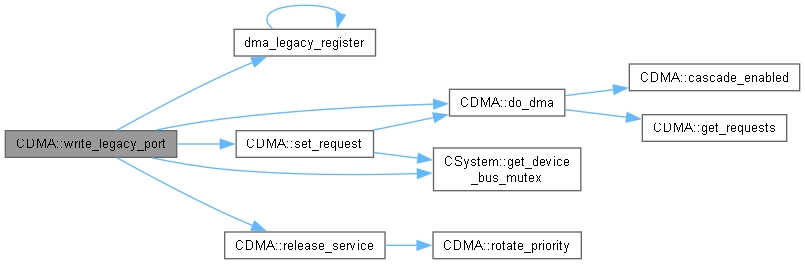 dma_legacy_register
CDMA::cascade_enabled
CDMA::do_dma
CDMA::get_requests
CDMA::write_legacy_port
CDMA::set_request
CSystem::get_device
_bus_mutex
CDMA::release_service
CDMA::rotate_priority